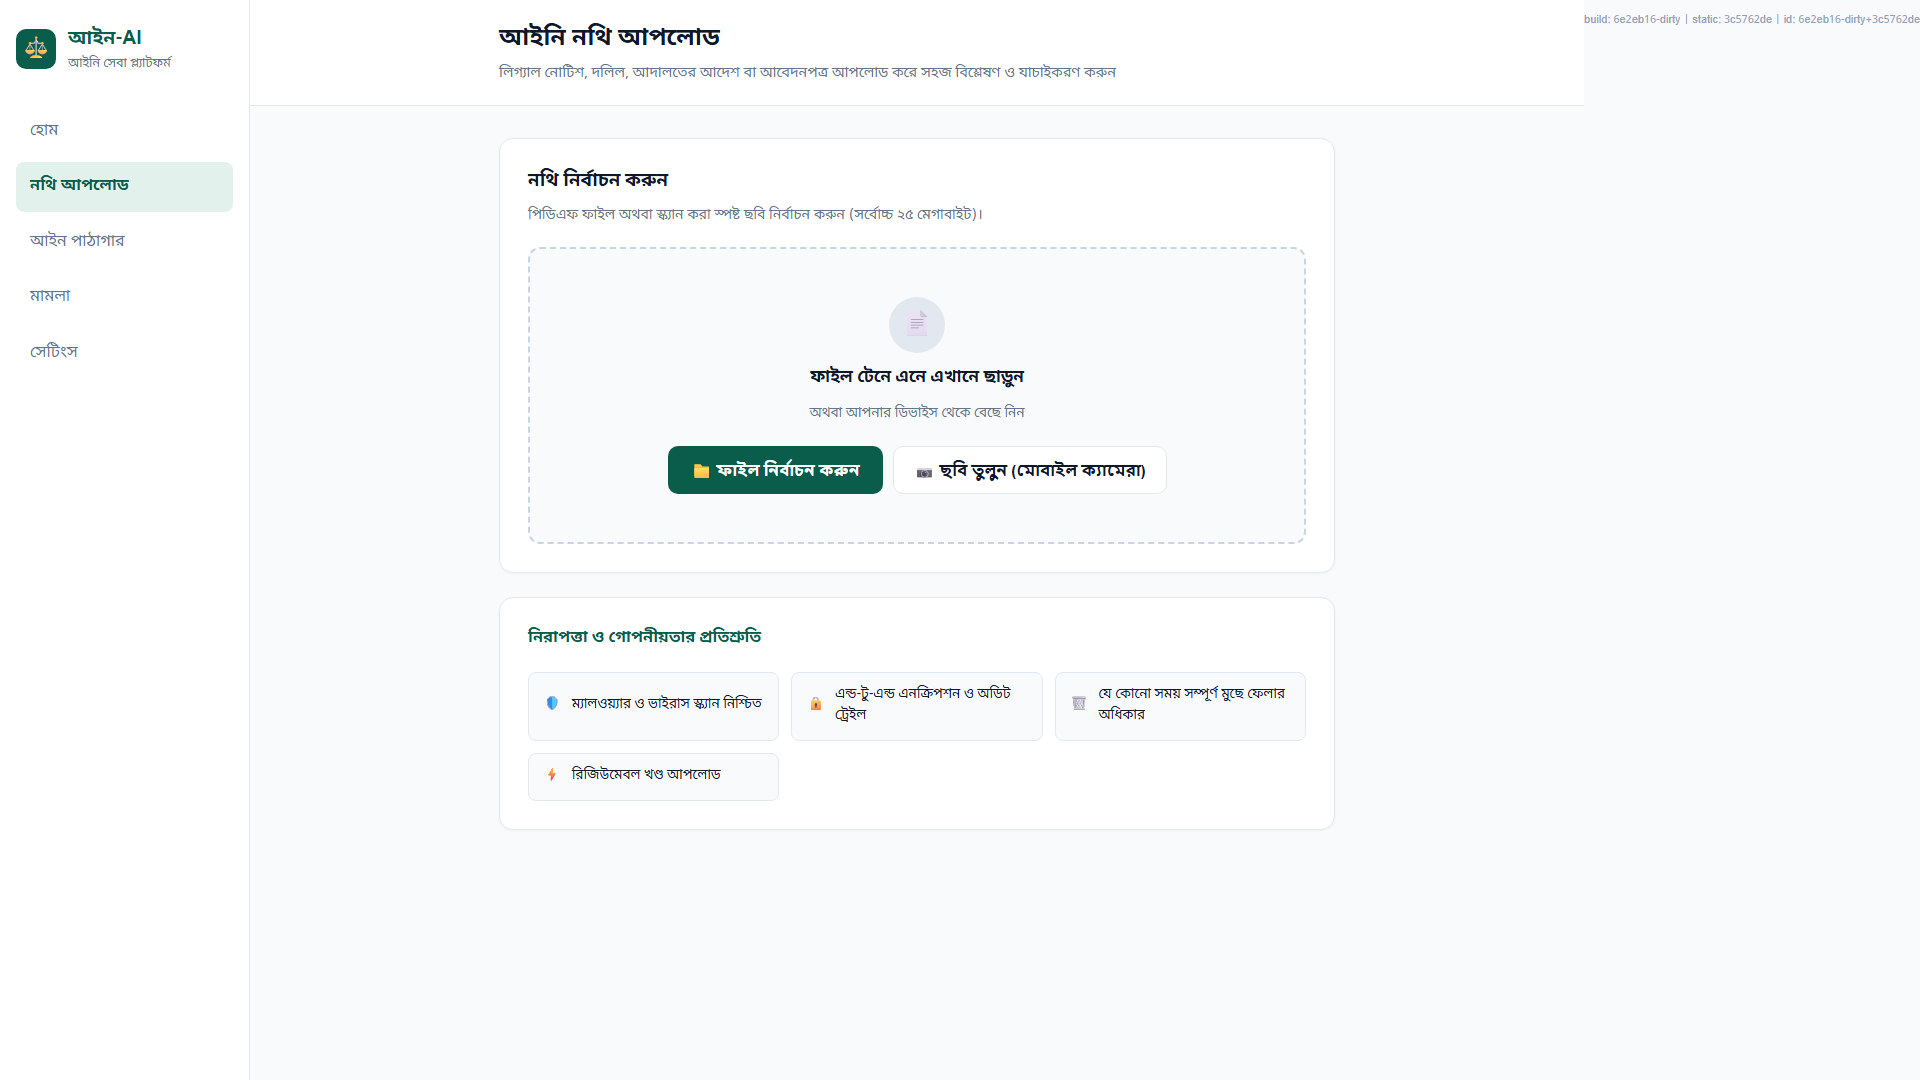 আইন-AI
আইনি সেবা প্ল্যাটফর্ম
হোম
নথি আপলোড
আইন পাঠাগার
মামলা
সেটিংস
আইনি নথি আপলোড
লিগ্যাল নোটিশ, দলিল, আদালতের আদেশ বা আবেদনপত্র আপলোড করে সহজ বিশ্লেষণ ও যাচাইকরণ করুন
build: 6e2eb16-dirty | static: 3c5762de | id: 6e2eb16-dirty+3c5762de
নথি নির্বাচন করুন
পিডিএফ ফাইল অথবা স্ক্যান করা স্পষ্ট ছবি নির্বাচন করুন (সর্বোচ্চ ২৫ মেগাবাইট)।
ফাইল টেনে এনে এখানে ছাড়ুন
অথবা আপনার ডিভাইস থেকে বেছে নিন
ফাইল নির্বাচন করুন
ছবি তুলুন (মোবাইল ক্যামেরা)
নিরাপত্তা ও গোপনীয়তার প্রতিশ্রুতি
ম্যালওয়্যার ও ভাইরাস স্ক্যান নিশ্চিত
এন্ড-টু-এন্ড এনক্রিপশন ও অডিট
ট্রেইল
যে কোনো সময় সম্পূর্ণ মুছে ফেলার
অধিকার
রিজিউমেবল খণ্ড আপলোড